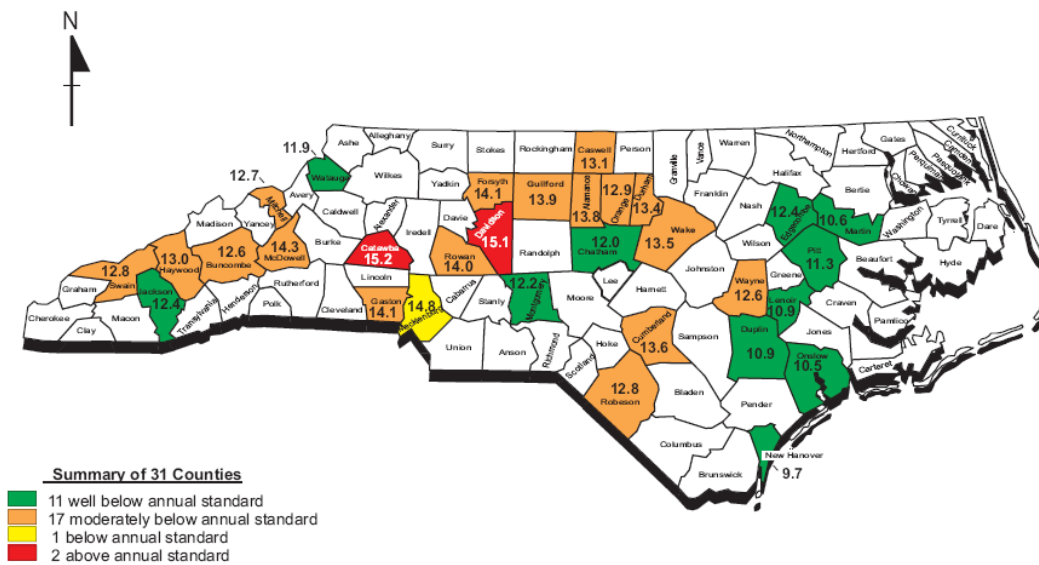 N
Ashe
Alleghany
Surry
Stokes
Rockingham
Caswell
13.1
Person
Granville
Vance
Warren
Northampton
Hertford
Gates
Currituck
Camden
Pasquotank
Perquimans
Chowan
Halifax
Bertie
11.9
Watauga
Wilkes
Yadkin
Forsyth
14.1
Guilford
13.9
Alamance
13.8
12.9
Orange
Durham
13.4
Franklin
Nash
12.4
Edgecombe
10.6
Martin
Washington
Tyrrell
Dare
12.7
Mitchell
Avery
Caldwell
Alexander
Iredell
Davie
Davidson
15.1
Randolph
12.0
Chatham
Wake
13.5
Wilson
Pitt
11.3
Beaufort
Hyde
Madison
Yancey
14.3
McDowell
Burke
Catawba
15.2
Rowan
14.0
Johnston
Greene
12.8
Swain
13.0
Haywood
12.6
Buncombe
Lincoln
Lee
Harnett
Wayne
12.6
Lenoir
10.9
Craven
Pamlico
Graham
Jackson
12.4
Transylvania
Henderson
Polk
Rutherford
Cleveland
Gaston
14.1
14.8
Mecklenburg
Cabarrus
Stanly
12.2
Montgomery
Moore
Cherokee
Clay
Macon
Union
Anson
Richmond
Scotland
Hoke
Cumberland
13.6
Sampson
Duplin
10.9
Jones
Onslow
10.5
Carteret
12.8
Robeson
Bladen
Pender
Columbus
Brunswick
New Hanover
9.7
Summary of 31 Counties
11 well below annual standard
17 moderately below annual standard
1 below annual standard
2 above annual standard